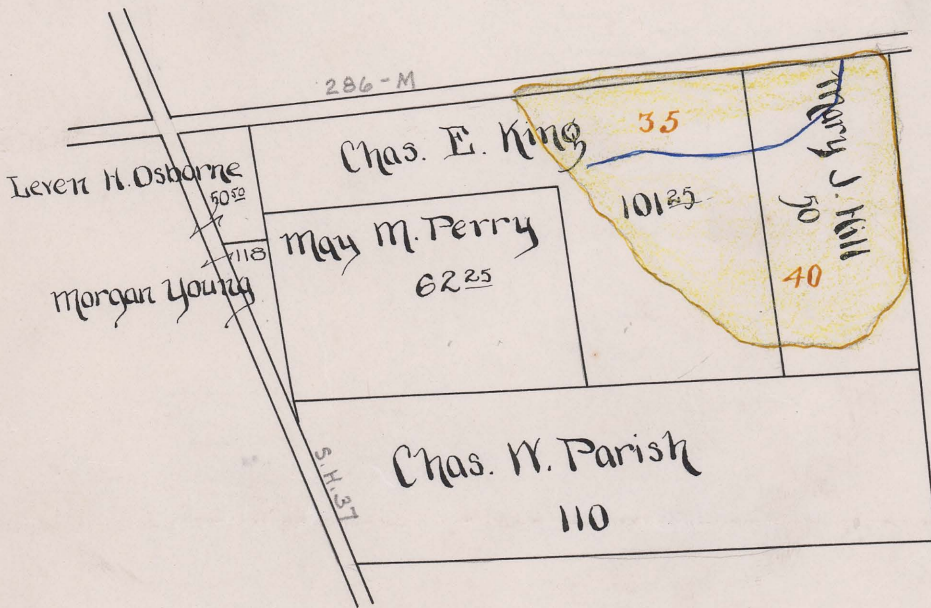 286-M
Chas. E. King
35
Mary J. Hill
50
Leven H. Osborne
50 50
101 25
May M. Perry
62 25
118
Morgan Young
40
S.H. 37
Chas. W. Parish
110